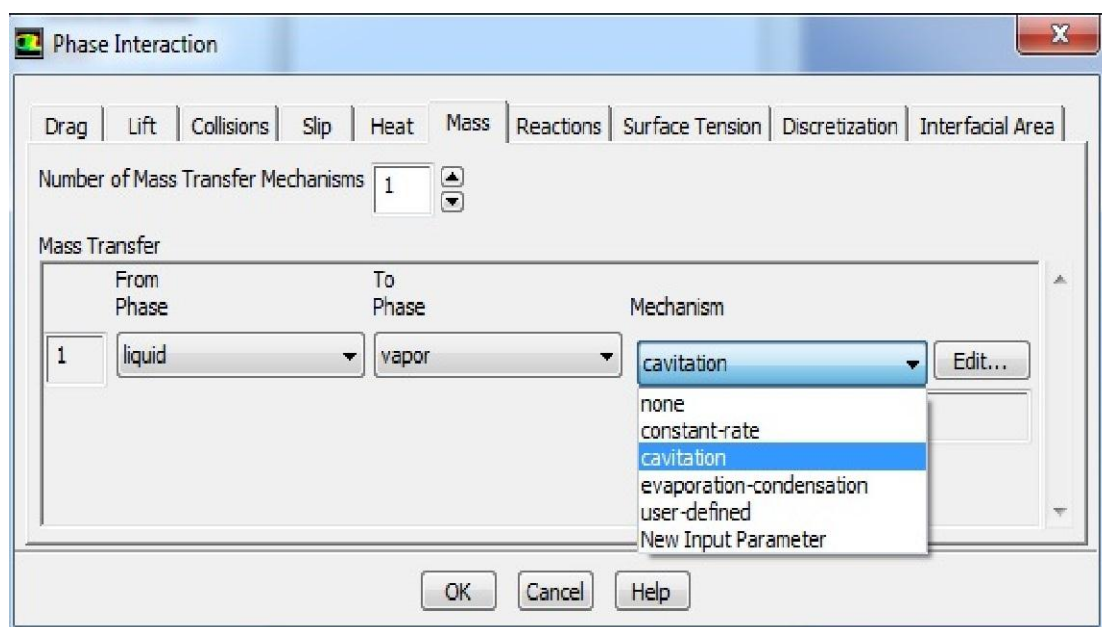 Phase Interaction
X
Drag Lift Collisions Slip Heat Mass Reactions Surface Tension Discretization Interfacial Area
Number of Mass Transfer Mechanisms 1
Mass Transfer
From To
Phase Phase Mechanism
1 liquid vapor cavitation Edit...
none
constant-rate
cavitation
evaporation-condensation
user-defined
New Input Parameter
OK Cancel Help